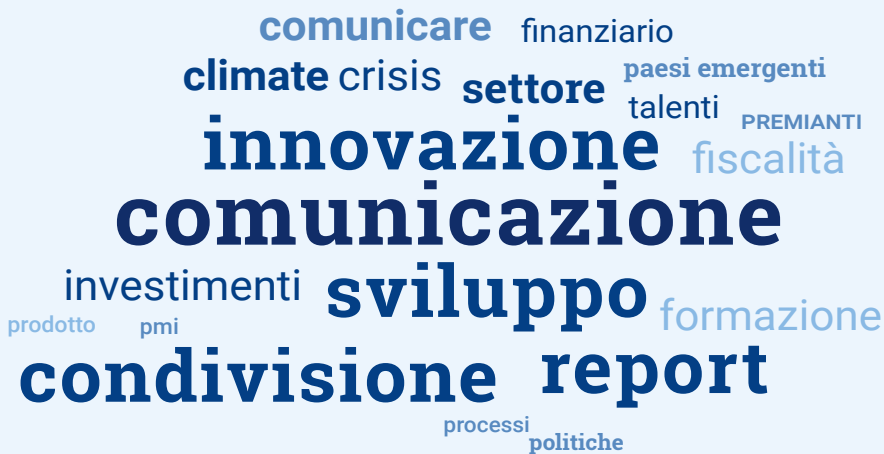 comunicare finanziario
climate crisis settore paesi emergenti
talenti PREMIANTI
innovazione fiscalità
comunicazione
investimenti sviluppo formazione
prodotto pmi
condivisione report
processi
politiche